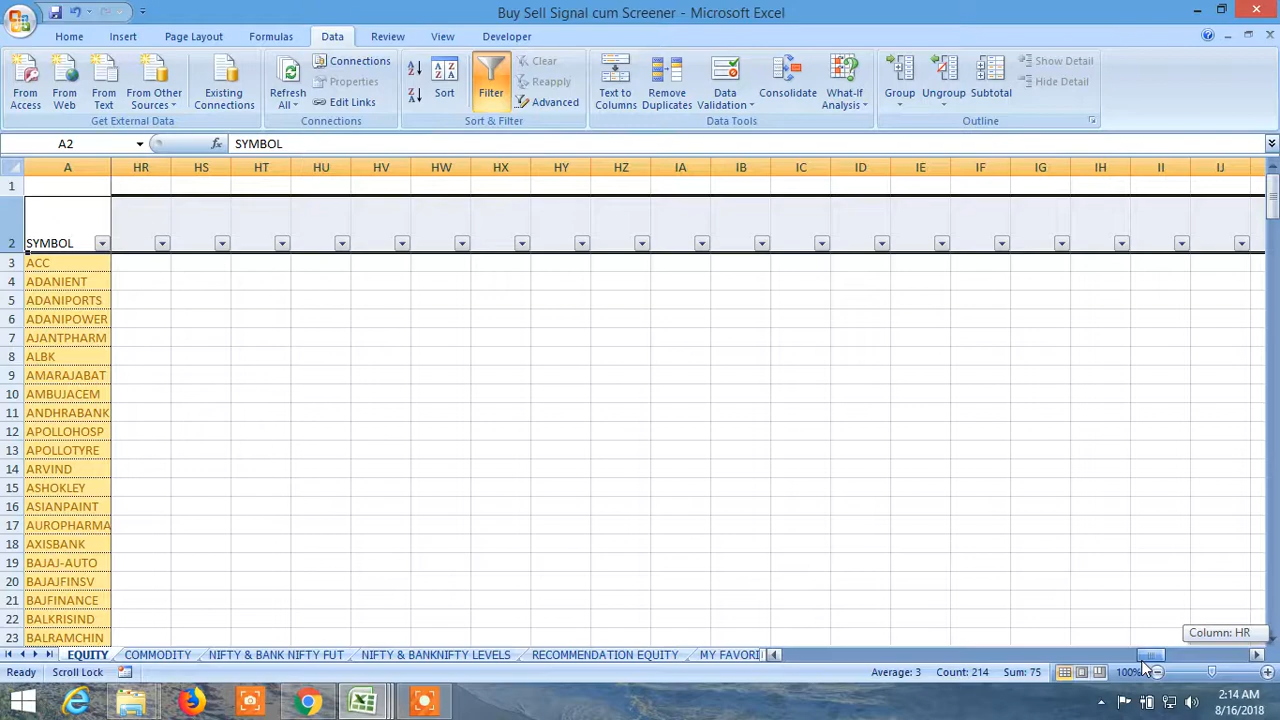 Buy Sell Signal cum Screener - Microsoft Excel
Home Insert Page Layout Formulas Data Review View Developer
From Access From Web From Text From Other Sources Existing Connections
Get External Data
Refresh All Connections Properties Edit Links
Connections
Sort Filter Clear Reapply Advanced
Sort & Filter
Text to Columns Remove Duplicates Data Validation Consolidate What-If Analysis
Data Tools
Group Ungroup Subtotal Show Detail Hide Detail
Outline
A2 fx SYMBOL
A HR HS HT HU HV HW HX HY HZ IA IB IC ID IE IF IG IH II IJ
1
2 SYMBOL
3 ACC
4 ADANIENT
5 ADANIPORTS
6 ADANIPOWER
7 AJANTPHARM
8 ALBK
9 AMARAJABAT
10 AMBUJACEM
11 ANDHRABANK
12 APOLLOHOSP
13 APOLLOTYRE
14 ARVIND
15 ASHOKLEY
16 ASIANPAINT
17 AUROPHARMA
18 AXISBANK
19 BAJAJ-AUTO
20 BAJAJFINSV
21 BAJFINANCE
22 BALKRISIND
23 BALRAMCHIN
Column: HR
EQUITY COMMODITY NIFTY & BANK NIFTY FUT NIFTY & BANKNIFTY LEVELS RECOMMENDATION EQUITY MY FAVORI
Ready Scroll Lock Average: 3 Count: 214 Sum: 75 100%
2:14 AM
8/16/2018